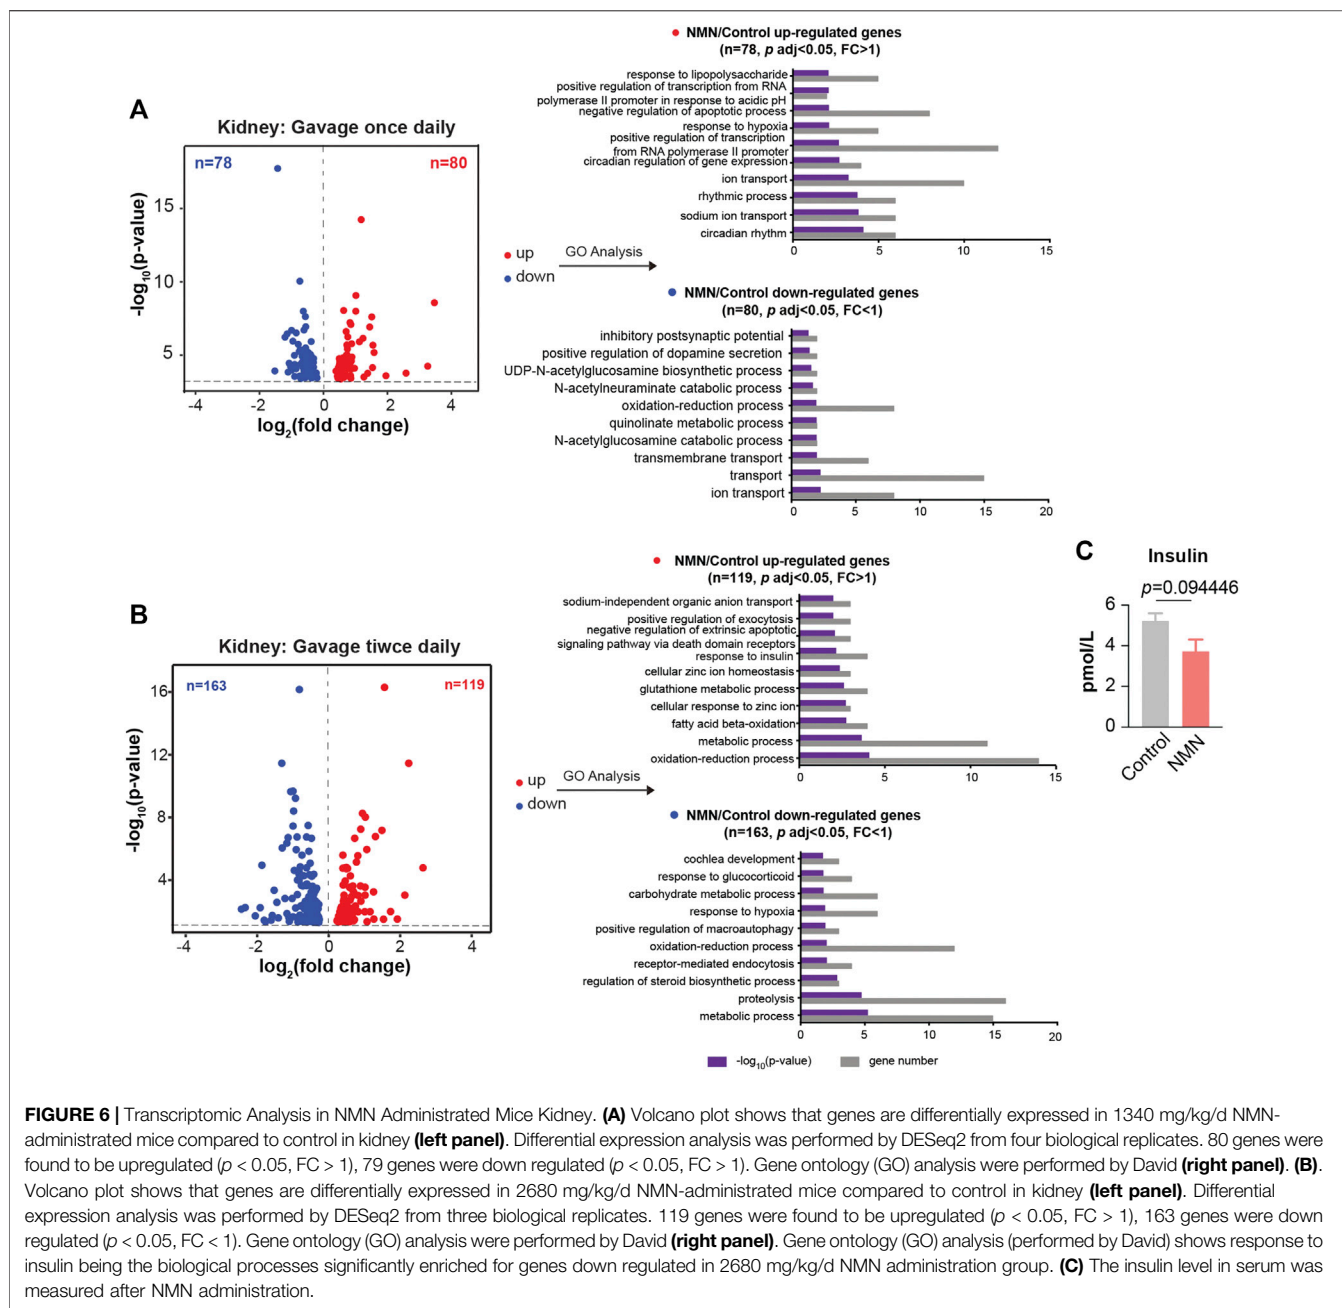 A
Kidney: Gavage once daily
n=78
n=80
-log10(p-value)
15
10
5
-4
-2
0
2
4
log2(fold change)
up
down
GO Analysis
NMN/Control up-regulated genes
(n=78, p adj<0.05, FC>1)
response to lipopolysaccharide
positive regulation of transcription from RNA
polymerase II promoter in response to acidic pH
negative regulation of apoptotic process
response to hypoxia
positive regulation of transcription
from RNA polymerase II promoter
circadian regulation of gene expression
ion transport
rhythmic process
sodium ion transport
circadian rhythm
0
5
10
15
NMN/Control down-regulated genes
(n=80, p adj<0.05, FC<1)
inhibitory postsynaptic potential
positive regulation of dopamine secretion
UDP-N-acetylglucosamine biosynthetic process
N-acetylneuraminate catabolic process
oxidation-reduction process
quinolinate metabolic process
N-acetylglucosamine catabolic process
transmembrane transport
transport
ion transport
0
5
10
15
20
B
Kidney: Gavage tiwce daily
n=163
n=119
-log10(p-value)
16
12
8
4
-4
-2
0
2
4
log2(fold change)
up
down
GO Analysis
NMN/Control up-regulated genes
(n=119, p adj<0.05, FC>1)
sodium-independent organic anion transport
positive regulation of exocytosis
negative regulation of extrinsic apoptotic
signaling pathway via death domain receptors
response to insulin
cellular zinc ion homeostasis
glutathione metabolic process
cellular response to zinc ion
fatty acid beta-oxidation
metabolic process
oxidation-reduction process
0
5
10
15
NMN/Control down-regulated genes
(n=163, p adj<0.05, FC<1)
cochlea development
response to glucocorticoid
carbohydrate metabolic process
response to hypoxia
positive regulation of macroautophagy
oxidation-reduction process
receptor-mediated endocytosis
regulation of steroid biosynthetic process
proteolysis
metabolic process
0
5
10
15
20
-log10(p-value)
gene number
C
Insulin
p=0.094446
pmol/L
6
4
2
0
Control
NMN
FIGURE 6 | Transcriptomic Analysis in NMN Administrated Mice Kidney. (A) Volcano plot shows that genes are differentially expressed in 1340 mg/kg/d NMN-
administrated mice compared to control in kidney (left panel). Differential expression analysis was performed by DESeq2 from four biological replicates. 80 genes were
found to be upregulated (p < 0.05, FC > 1), 79 genes were down regulated (p < 0.05, FC > 1). Gene ontology (GO) analysis were performed by David (right panel). (B).
Volcano plot shows that genes are differentially expressed in 2680 mg/kg/d NMN-administrated mice compared to control in kidney (left panel). Differential
expression analysis was performed by DESeq2 from three biological replicates. 119 genes were found to be upregulated (p < 0.05, FC > 1), 163 genes were down
regulated (p < 0.05, FC < 1). Gene ontology (GO) analysis were performed by David (right panel). Gene ontology (GO) analysis (performed by David) shows response to
insulin being the biological processes significantly enriched for genes down regulated in 2680 mg/kg/d NMN administration group. (C) The insulin level in serum was
measured after NMN administration.